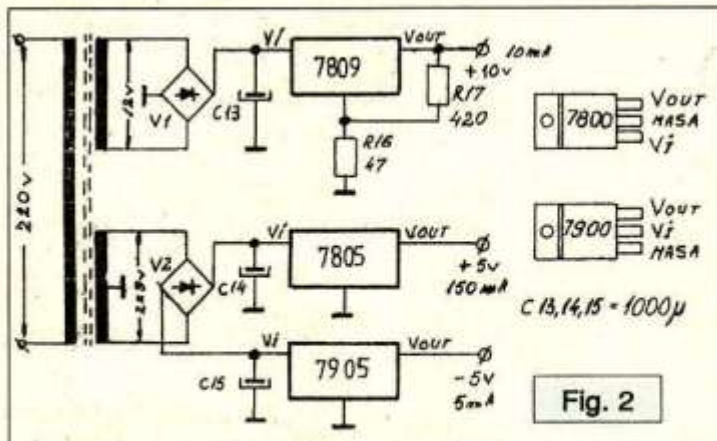 220V
12V
V1
C13
Vi
7809
Vout
10mA
+10V
R17
420
R16
47
7800
Vout
MASA
Vi
7900
Vout
Vi
MASA
2x9V
V2
C14
Vi
7805
Vout
+5V
150mA
C13,14,15 = 1000µ
C15
Vi
7905
Vout
-5V
5mA
Fig. 2